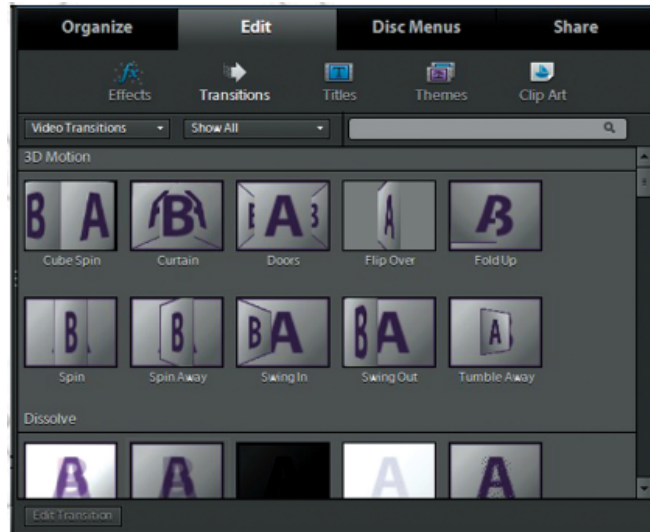 Organize Edit Disc Menus Share
Effects Transitions Titles Themes Clip Art
Video Transitions Show All
3D Motion
B A B A B A B A B
Cube Spin Curtain Doors Flip Over Fold Up
B B B A B A A
Spin Spin Away Swing In Swing Out Tumble Away
Dissolve
A A A A A
Edit Transition